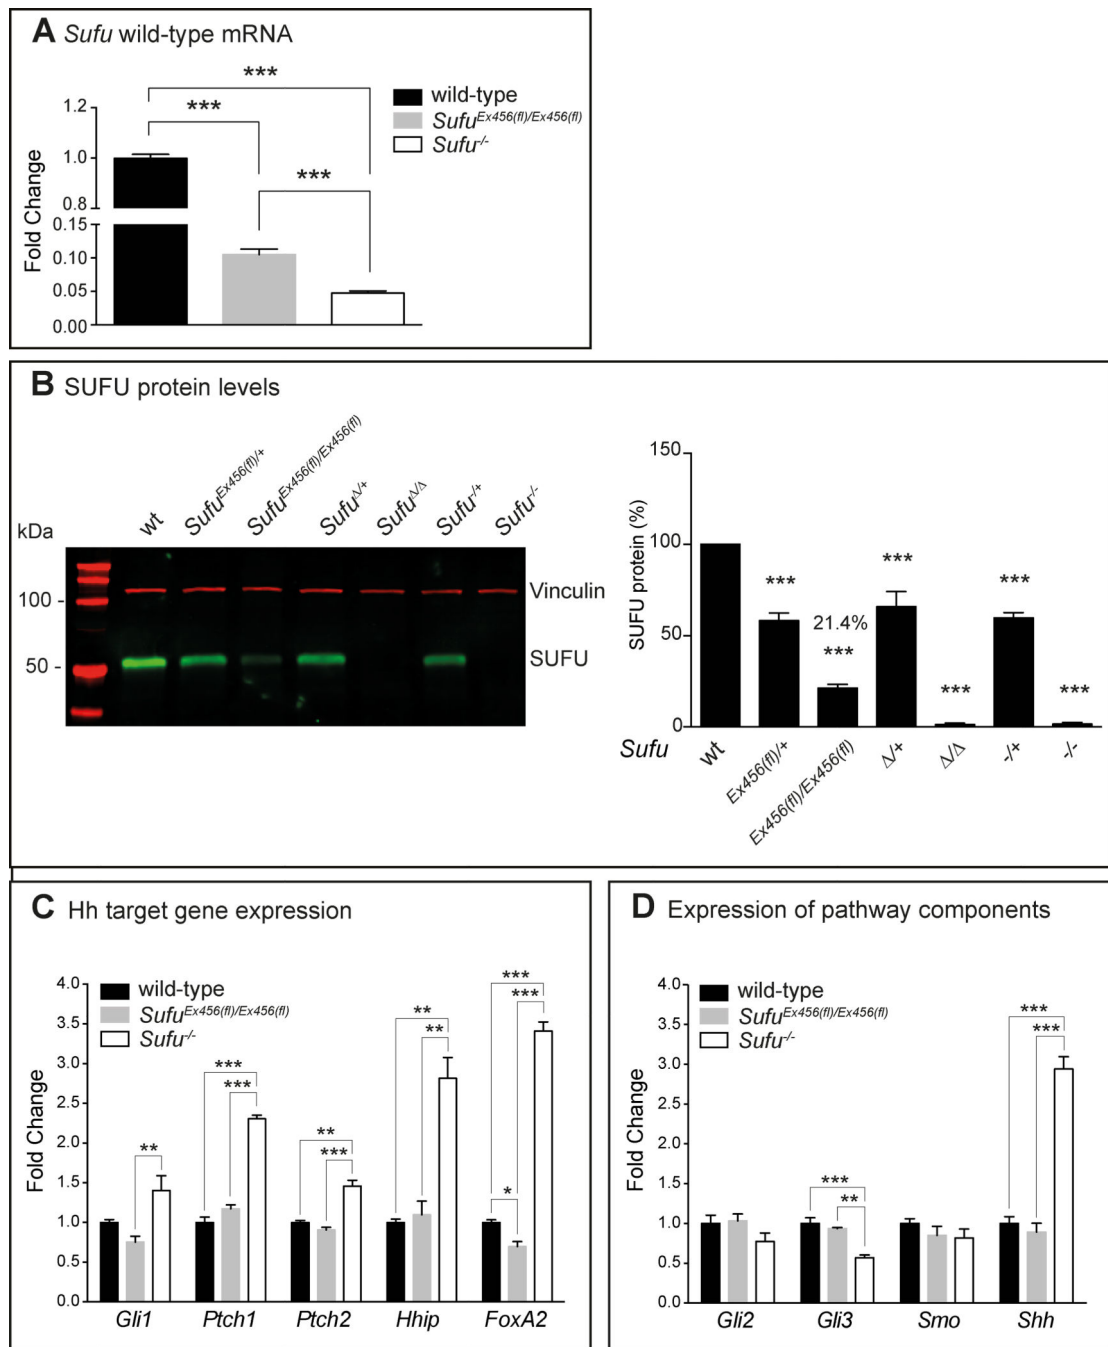 A Sufu wild-type mRNA
***
***
***
wild-type
Sufu^Ex456(fl)/Ex456(fl)
Sufu^-/-
Fold Change
1.2
1.0
0.8
0.15
0.10
0.05
0.00
B SUFU protein levels
kDa
wt
Sufu^Ex456(fl)/+
Sufu^Ex456(fl)/Ex456(fl)
Sufu^Δ/+
Sufu^Δ/Δ
Sufu^-/+
Sufu^-/-
100 -
50 -
Vinculin
SUFU
SUFU protein (%)
150
100
50
0
***
21.4%
***
***
***
***
***
Sufu
wt
Ex456(fl)/+
Ex456(fl)/Ex456(fl)
Δ/+
Δ/Δ
-/+
-/-
C Hh target gene expression
wild-type
Sufu^Ex456(fl)/Ex456(fl)
Sufu^-/-
Fold Change
4.0
3.5
3.0
2.5
2.0
1.5
1.0
0.5
0.0
**
***
***
**
***
**
**
***
***
*
Gli1 Ptch1 Ptch2 Hhip FoxA2
D Expression of pathway components
wild-type
Sufu^Ex456(fl)/Ex456(fl)
Sufu^-/-
Fold Change
4.0
3.5
3.0
2.5
2.0
1.5
1.0
0.5
0.0
***
**
***
***
Gli2 Gli3 Smo Shh